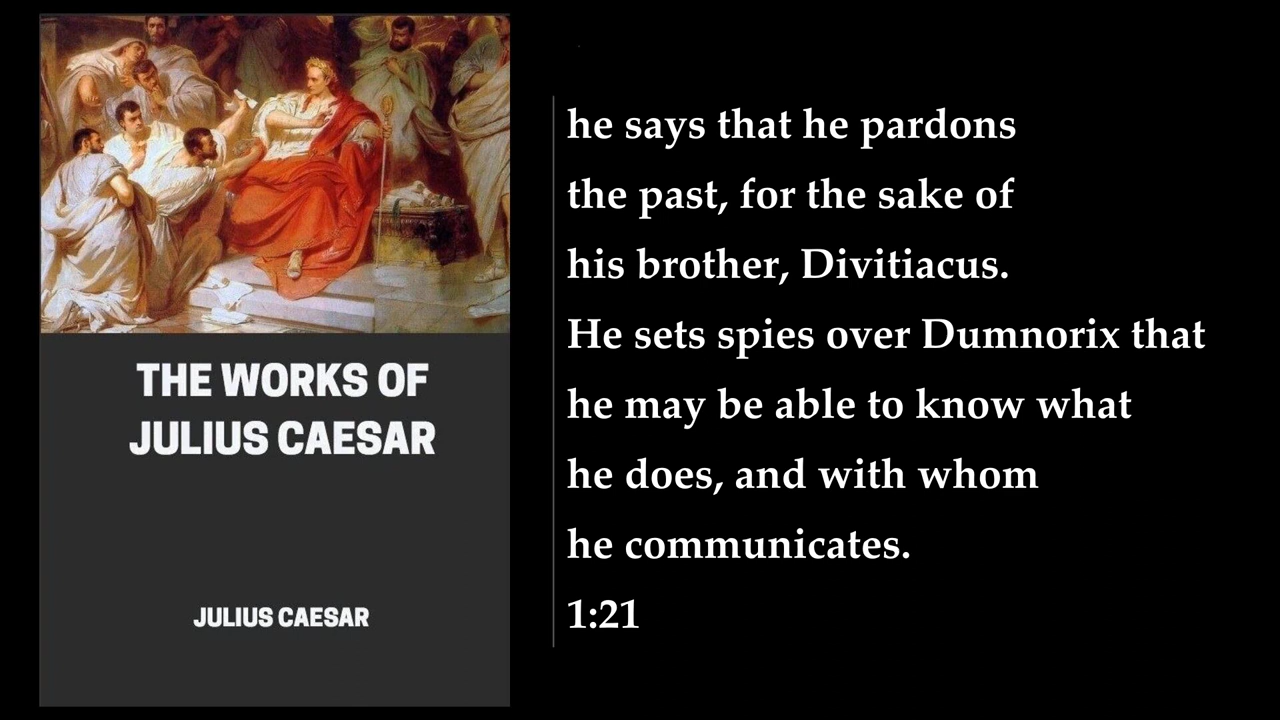 THE WORKS OF
JULIUS CAESAR
JULIUS CAESAR
he says that he pardons
the past, for the sake of
his brother, Divitiacus.
He sets spies over Dumnorix that
he may be able to know what
he does, and with whom
he communicates.
1:21